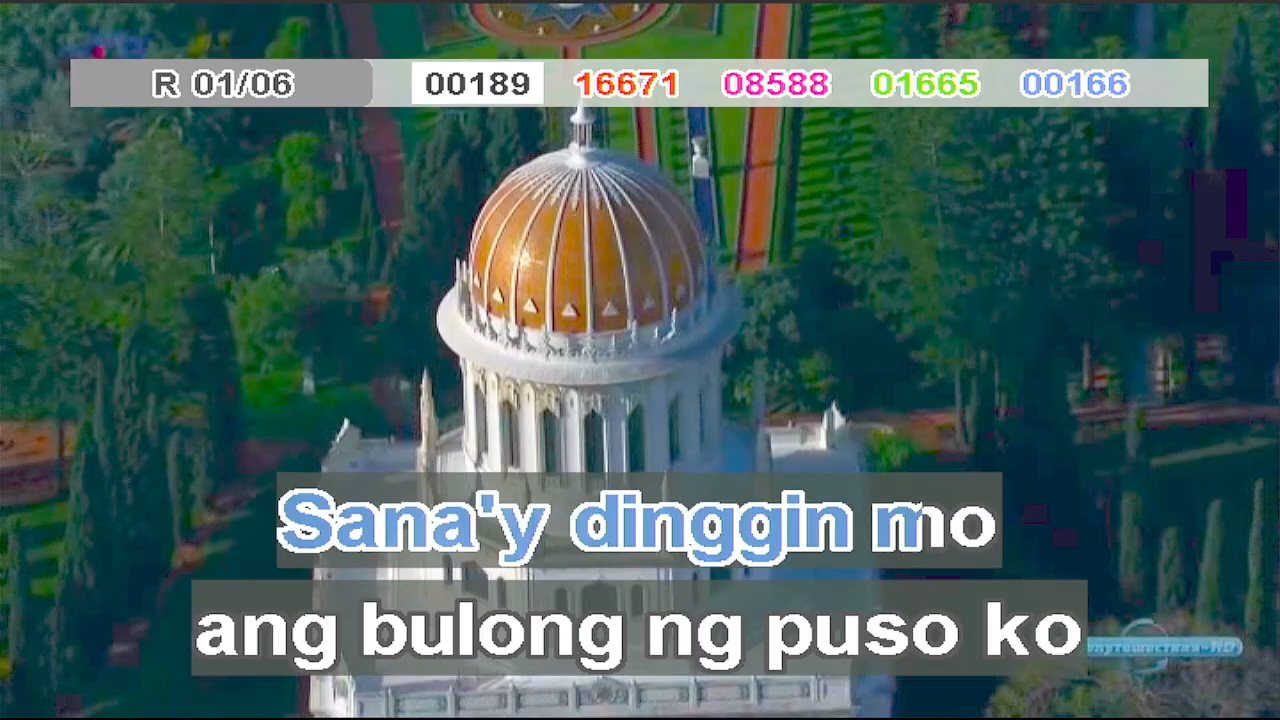 R 01/06 00189 16671 08588 01665 00166
Sana'y dinggin mo
ang bulong ng puso ko